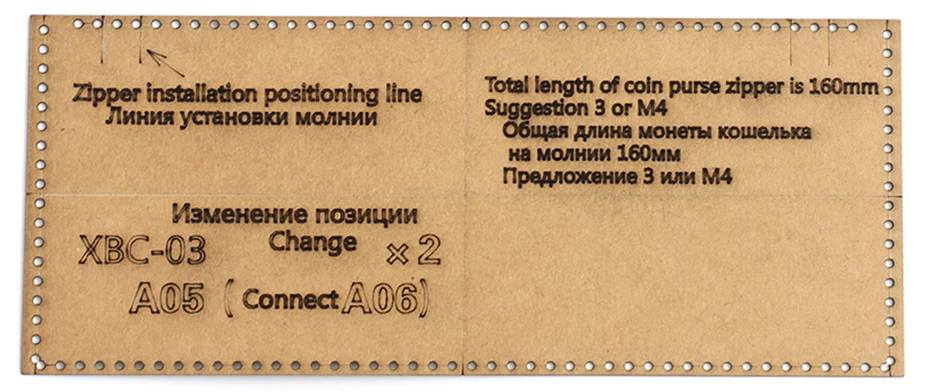 Zipper installation positioning line
Линия установки молнии
Total length of coin purse zipper is 160mm
Suggestion 3 or M4
Общая длина монеты кошелька
на молнии 160мм
Предложение 3 или М4
Изменение позиции
XBC-03 Change × 2
A05 ( Connect A06)